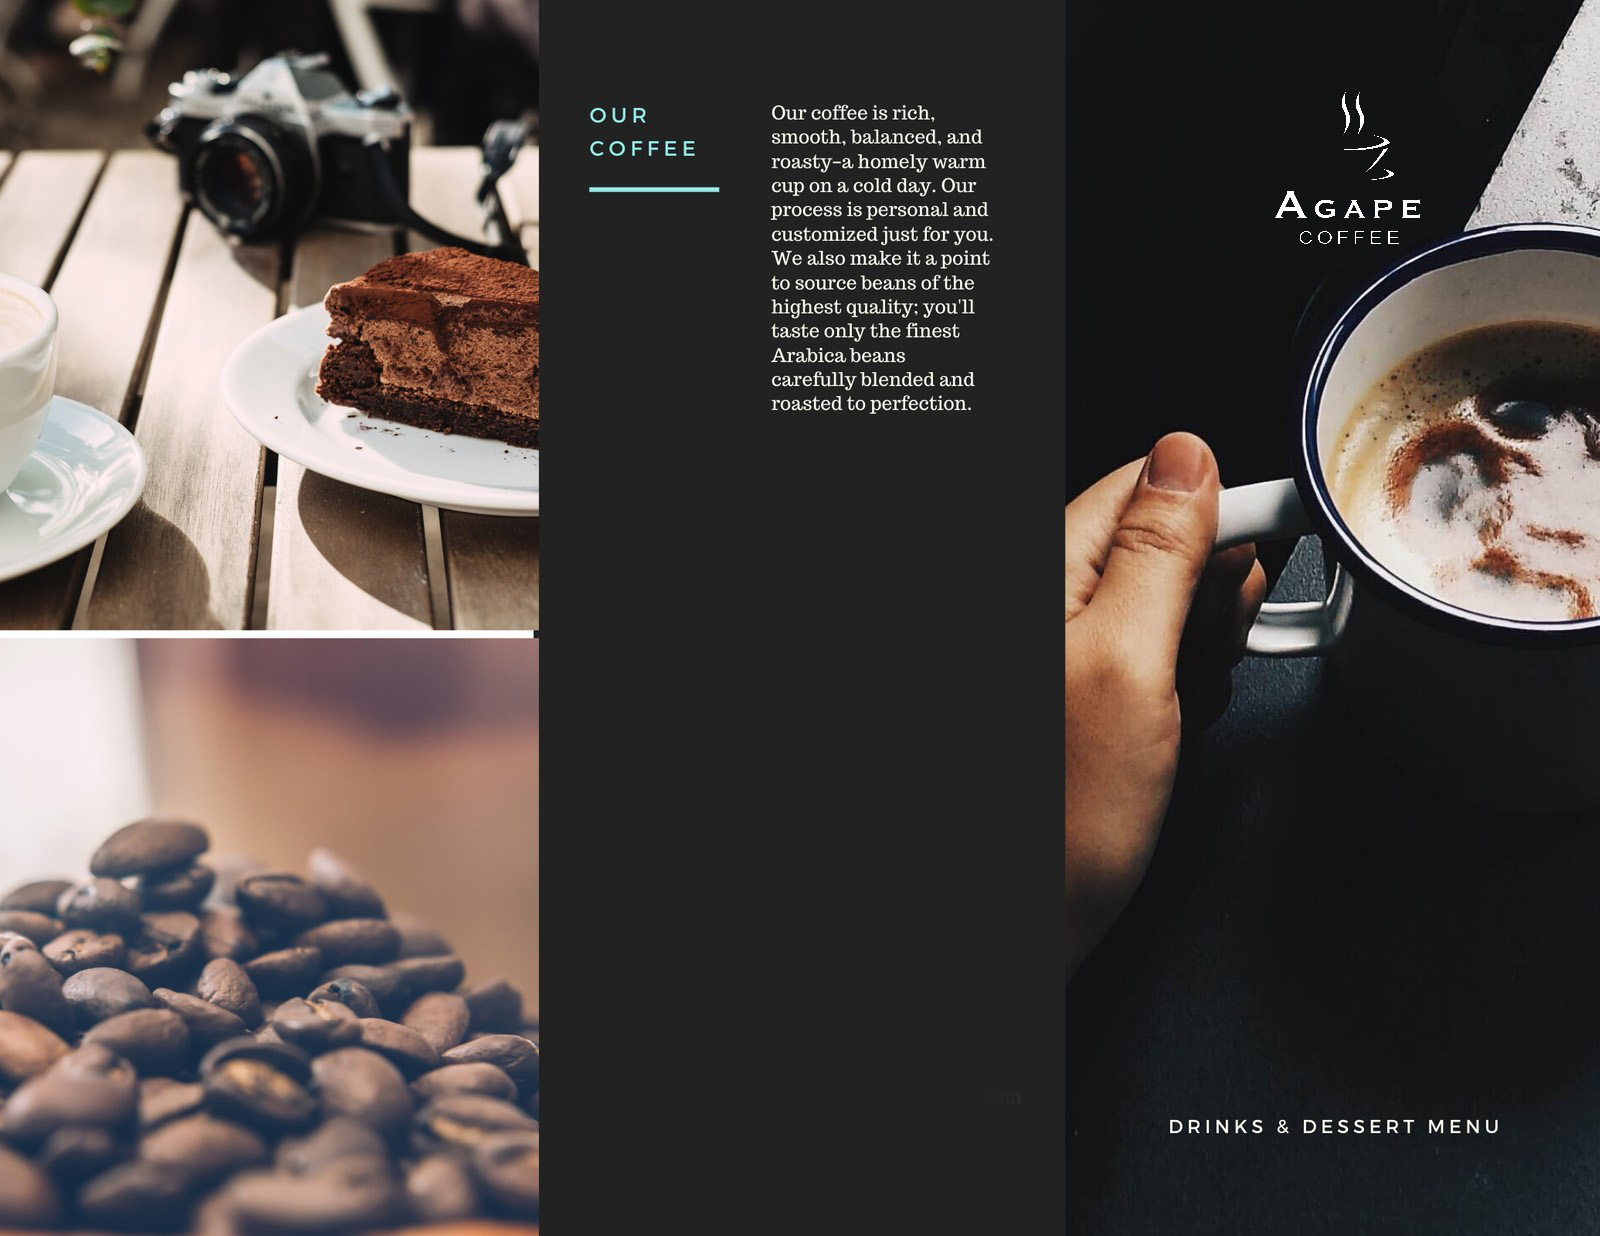 OUR
COFFEE
Our coffee is rich,
smooth, balanced, and
roasty–a homely warm
cup on a cold day. Our
process is personal and
customized just for you.
We also make it a point
to source beans of the
highest quality; you'll
taste only the finest
Arabica beans
carefully blended and
roasted to perfection.
AGAPE
COFFEE
DRINKS & DESSERT MENU